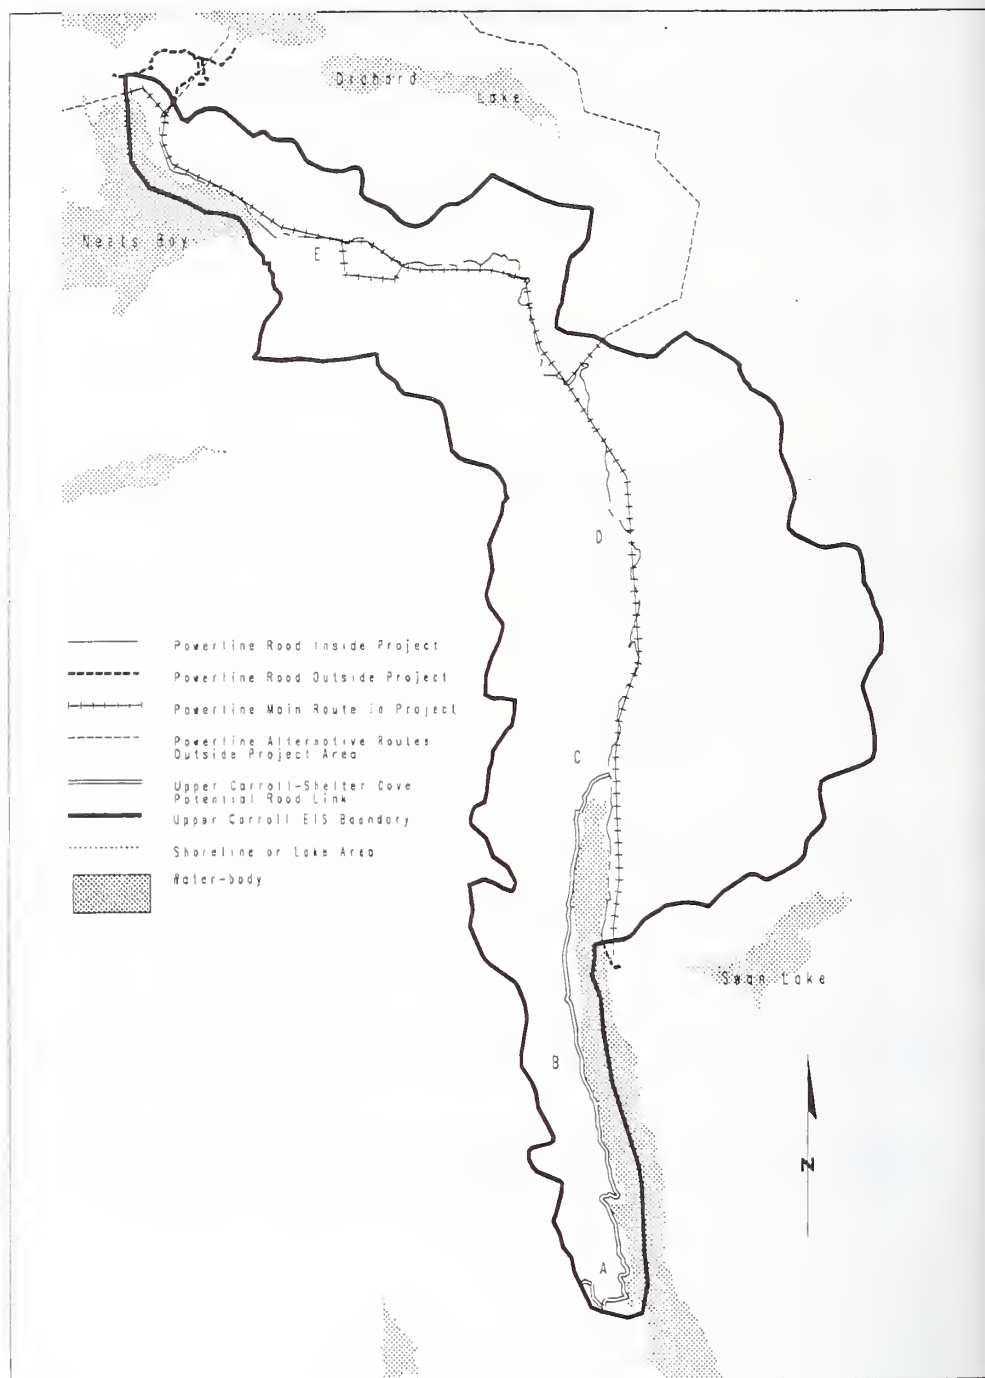 Orchard
Lake
Neets Bay
E
D
Powerline Road Inside Project
Powerline Road Outside Project
Powerline Main Route in Project
Powerline Alternative Routes
Outside Project Area
Upper Carroll-Shelter Cove
Potential Road Link
Upper Carroll EIS Boundary
Shoreline or Lake Area
Water-body
C
Swan Lake
B
N
A